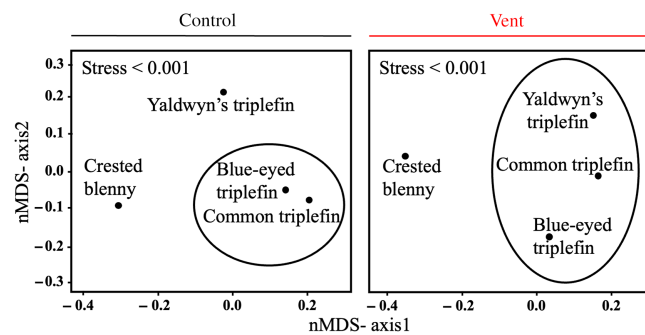 Control
Vent
Stress < 0.001
Yaldwyn's triplefin
Crested
blenny
Blue-eyed
triplefin
Common triplefin
0.3
0.2
0.1
0.0
-0.1
-0.2
-0.3
nMDS- axis2
-0.4
-0.2
0.0
0.2
Stress < 0.001
Yaldwyn's
triplefin
Common triplefin
Crested
blenny
Blue-eyed
triplefin
-0.4
-0.2
0.0
0.2
nMDS- axis1